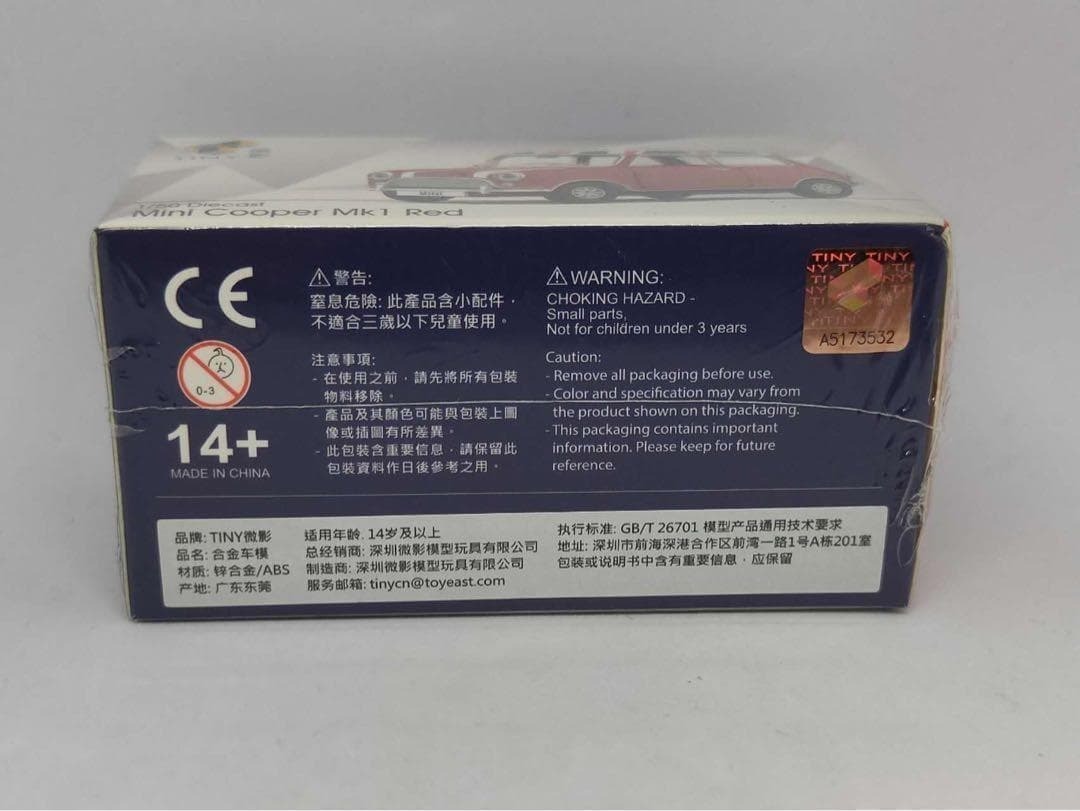 TINY
1/50 Diecast
Mini Cooper Mk1 Red
MINI
CE
0-3
14+
MADE IN CHINA
警告:
窒息危險: 此產品含小配件，
不適合三歲以下兒童使用。
注意事項:
- 在使用之前，請先將所有包裝
物料移除。
- 產品及其顏色可能與包裝上圖
像或插圖有所差異。
- 此包裝含重要信息，請保留此
包裝資料作日後參考之用。
WARNING:
CHOKING HAZARD -
Small parts,
Not for children under 3 years
Caution:
- Remove all packaging before use.
- Color and specification may vary from
the product shown on this packaging.
- This packaging contains important
information. Please keep for future
reference.
TINY TINY
A5173532
品牌: TINY微影
品名: 合金车模
材质: 锌合金/ABS
产地: 广东东莞
适用年龄. 14岁及以上
总经销商: 深圳微影模型玩具有限公司
制造商: 深圳微影模型玩具有限公司
服务邮箱: tinycn@toyeast.com
执行标准: GB/T 26701 模型产品通用技术要求
地址: 深圳市前海深港合作区前湾一路1号A栋201室
包装或说明书中含有重要信息，应保留